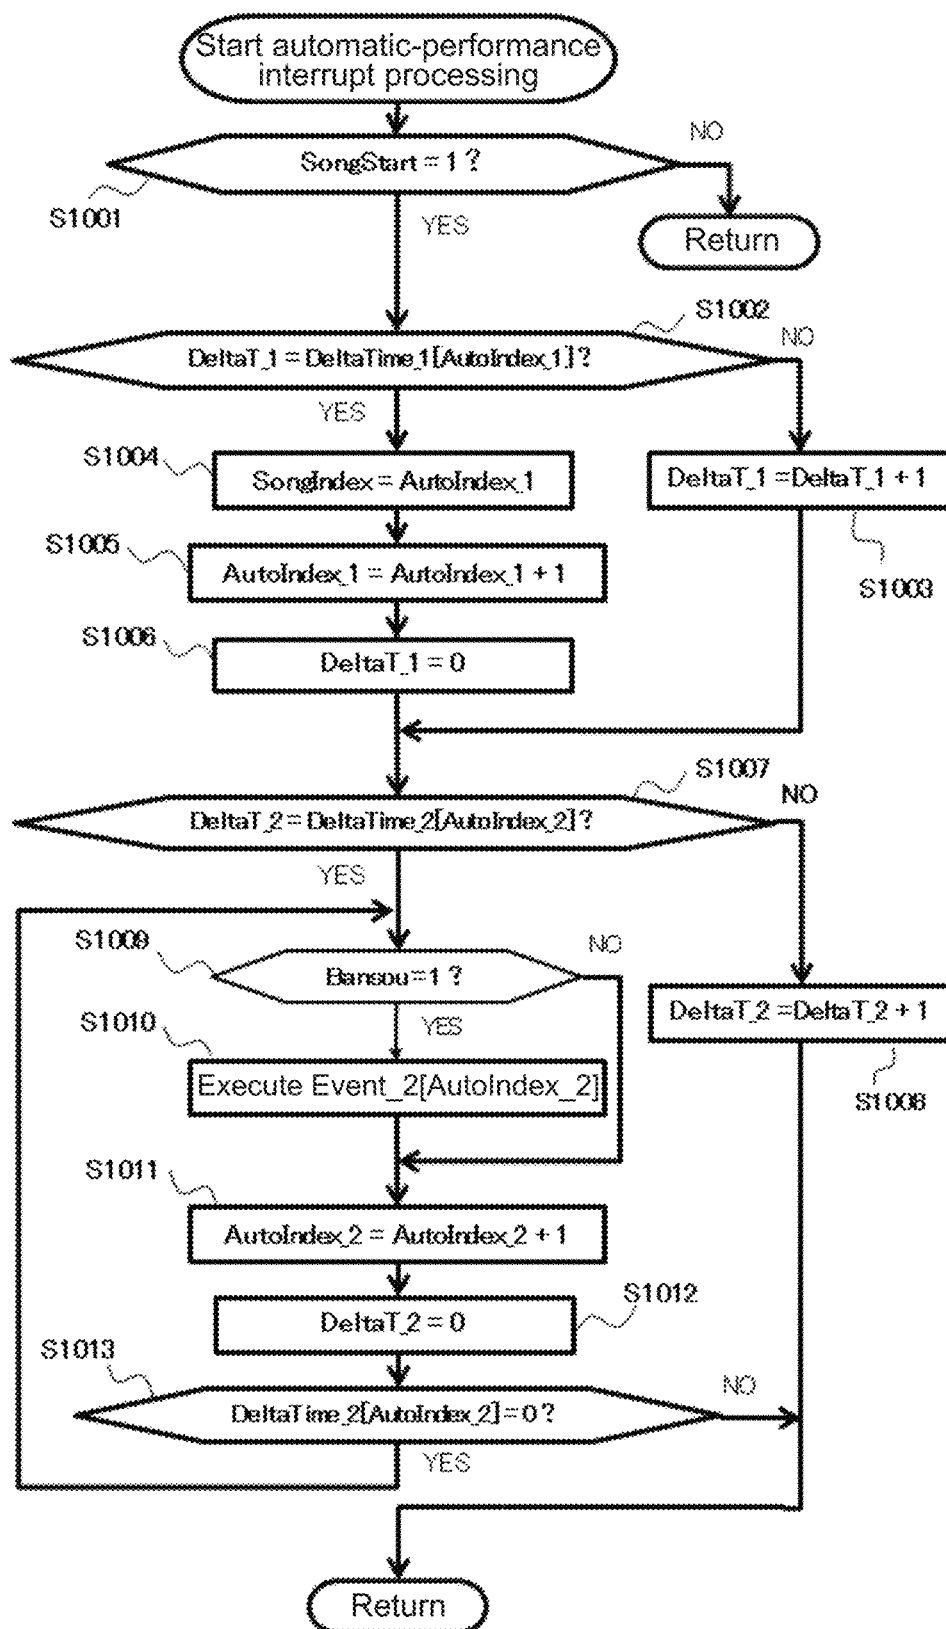 Start automatic-performance
interrupt processing
NO
SongStart = 1 ?
S1001
YES
Return
S1002
NO
DeltaT_1 = DeltaTime_1[AutoIndex_1] ?
YES
S1004
SongIndex = AutoIndex_1
DeltaT_1 =DeltaT_1 + 1
S1005
AutoIndex_1 = AutoIndex_1 + 1
S1003
S1006
DeltaT_1 = 0
S1007
NO
DeltaT_2 = DeltaTime_2[AutoIndex_2] ?
YES
S1009
NO
Bansou=1 ?
DeltaT_2 =DeltaT_2 + 1
S1010
YES
Execute Event_2[AutoIndex_2]
S1008
S1011
AutoIndex_2 = AutoIndex_2 + 1
S1012
DeltaT_2 = 0
S1013
NO
DeltaTime_2[AutoIndex_2] = 0 ?
YES
Return